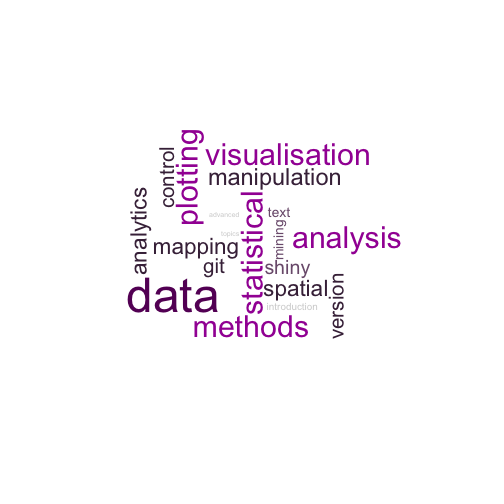 plotting
control
visualisation
manipulation
analytics
advanced
text
statistical
topics
mining
analysis
mapping
git
shiny
data
spatial
version
introduction
methods